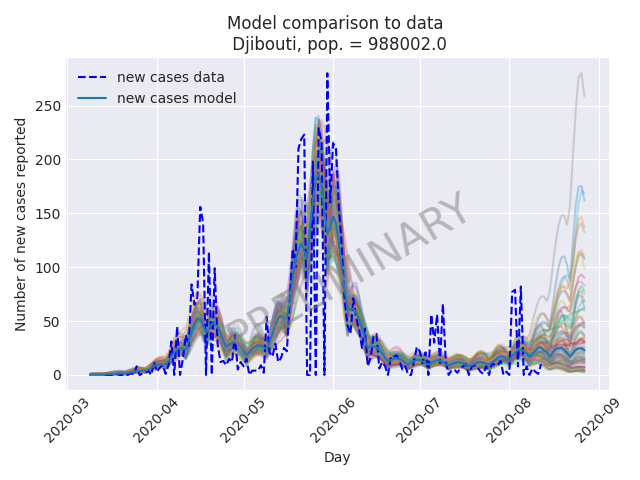 Model comparison to data
Djibouti, pop. = 988002.0
new cases data
new cases model
Number of new cases reported
250
200
150
100
50
0
PRELIMINARY
2020-03
2020-04
2020-05
2020-06
2020-07
2020-08
2020-09
Day